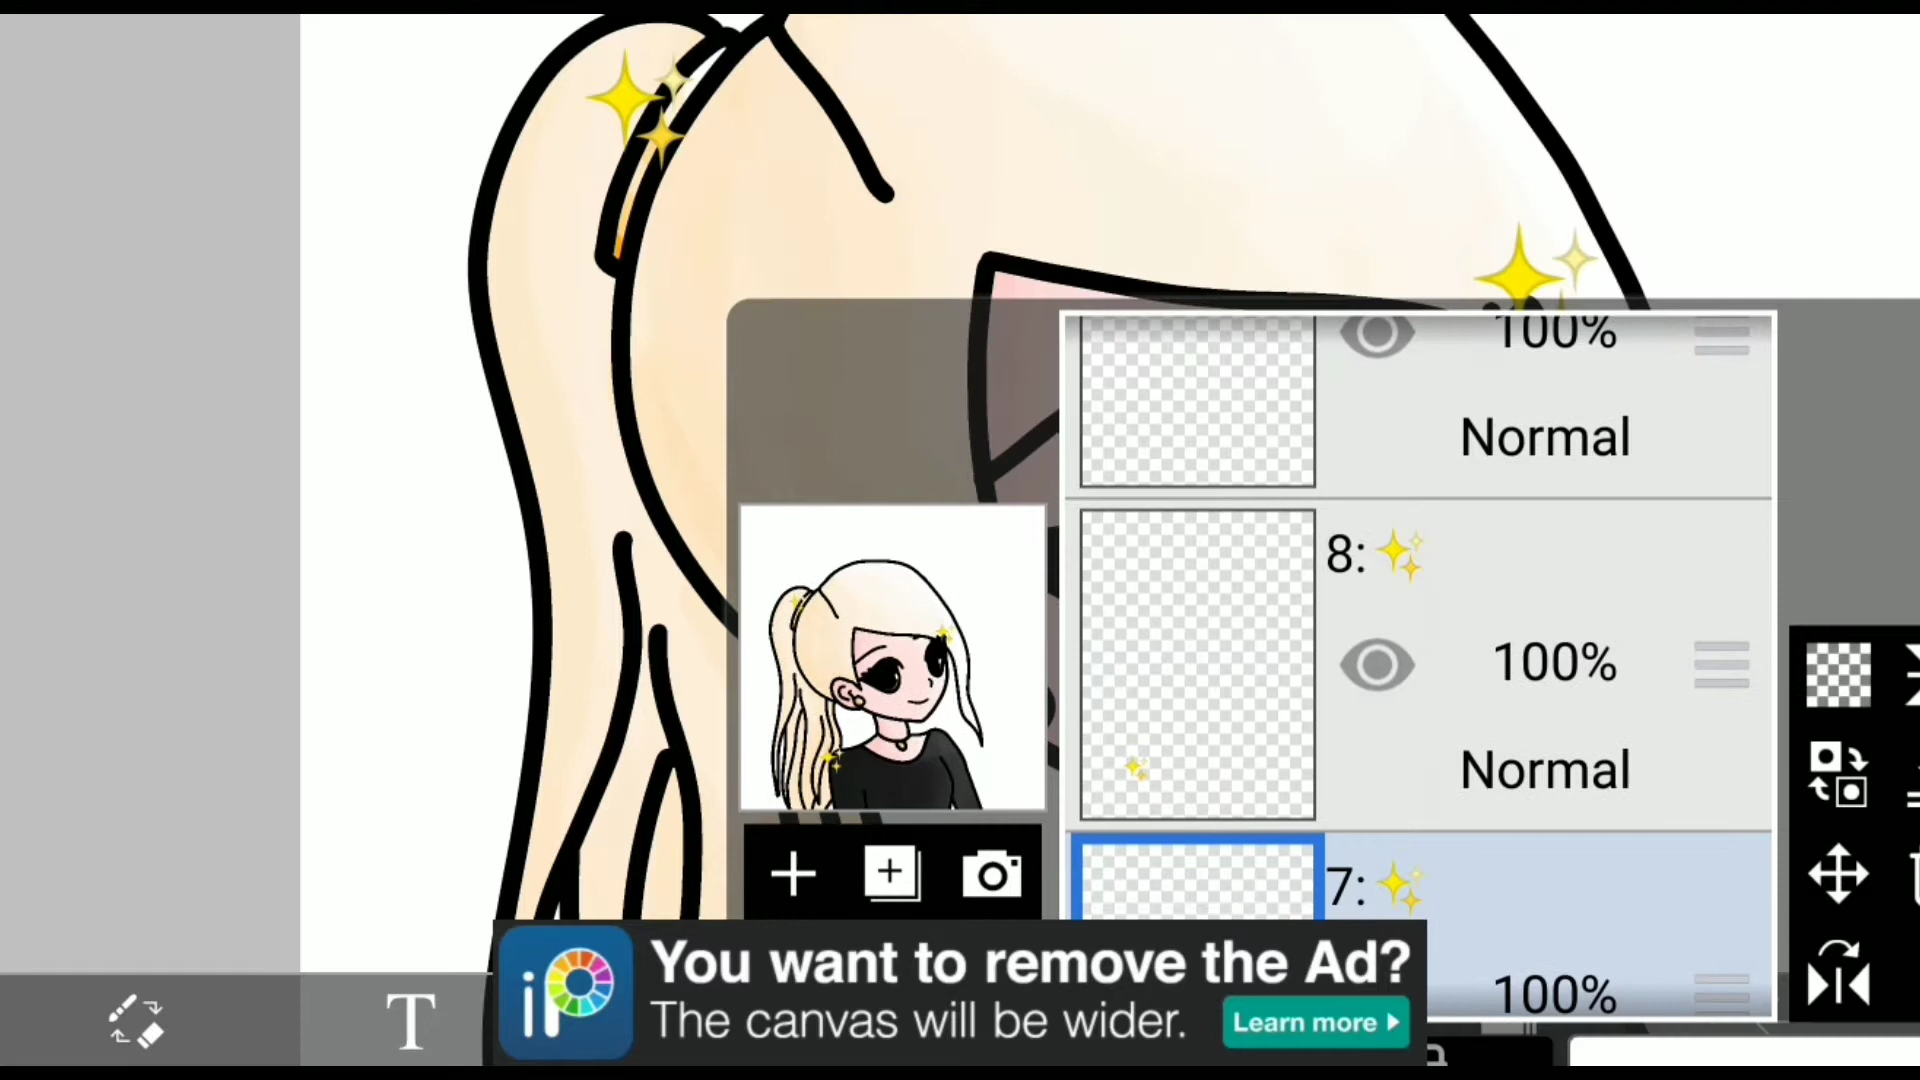 100%
Normal
8:✨
100%
Normal
7:✨
100%
T
iP
You want to remove the Ad?
The canvas will be wider.
Learn more